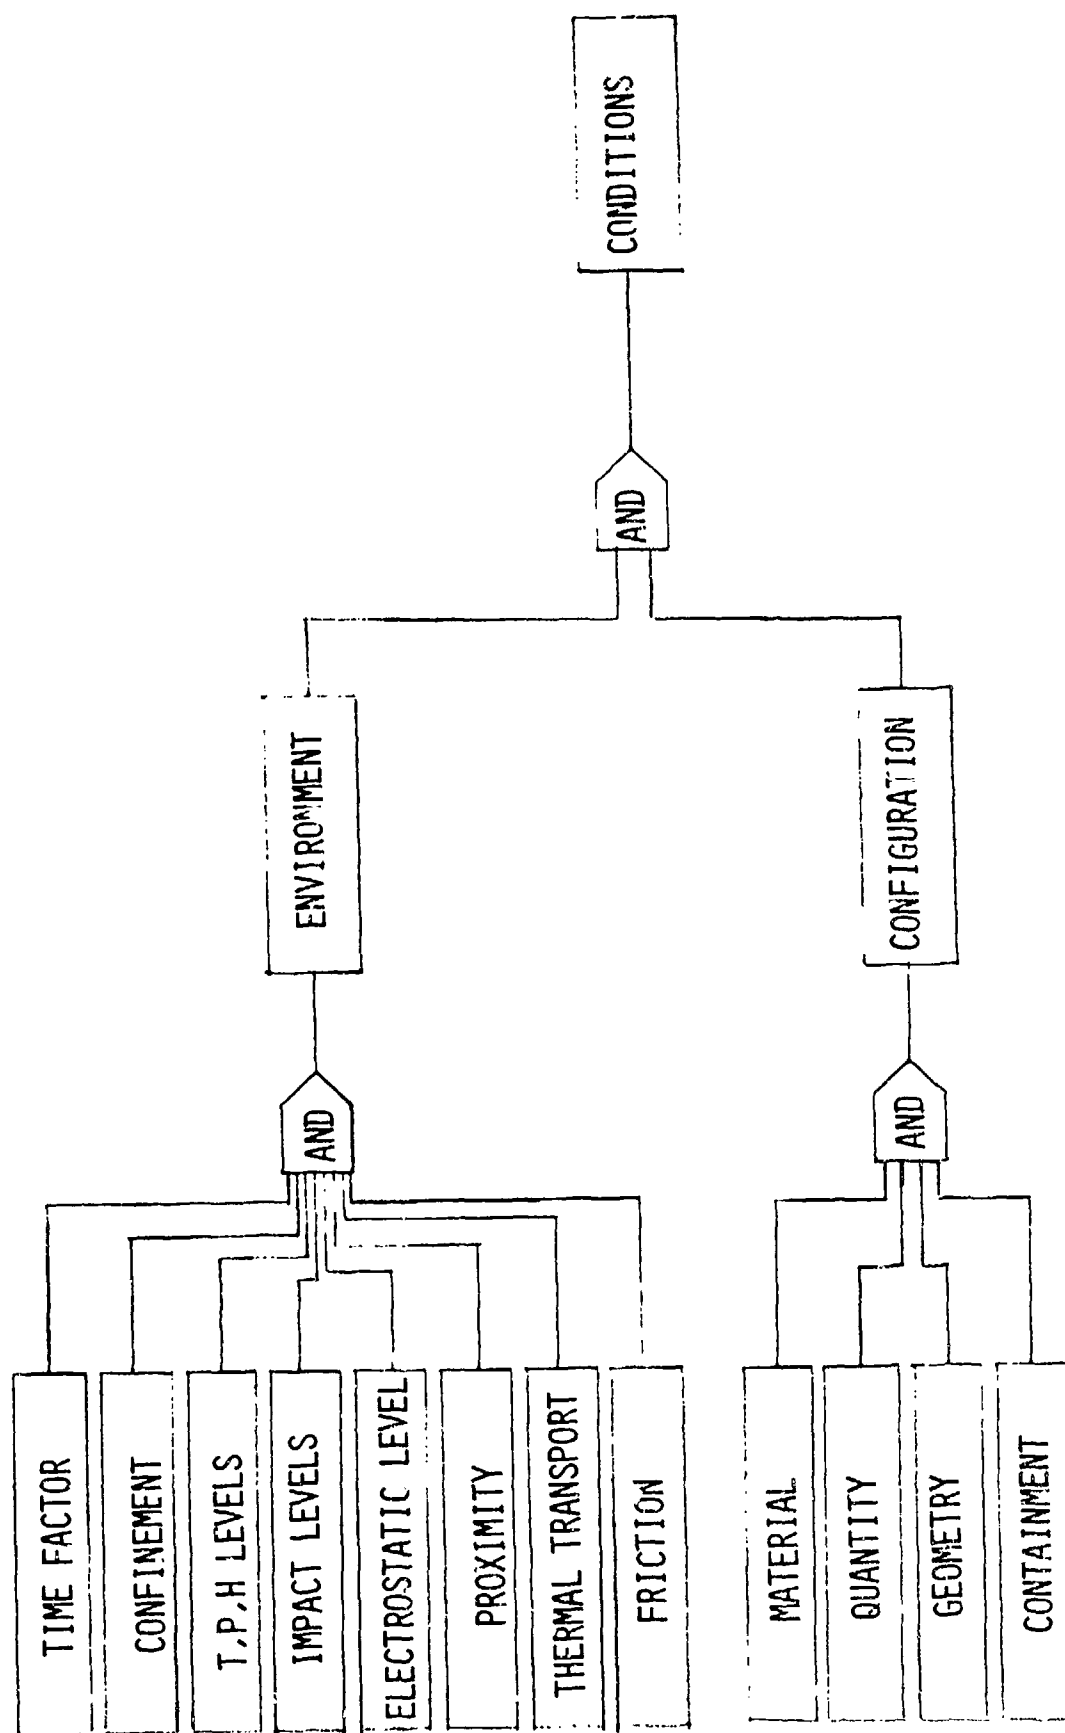 TIME FACTOR
CONFINEMENT
T,P,H LEVELS
IMPACT LEVELS
ELECTROSTATIC LEVEL
PROXIMITY
THERMAL TRANSPORT
FRICTION
MATERIAL
QUANTITY
GEOMETRY
CONTAINMENT
AND
AND
ENVIRONMENT
CONFIGURATION
AND
CONDITIONS